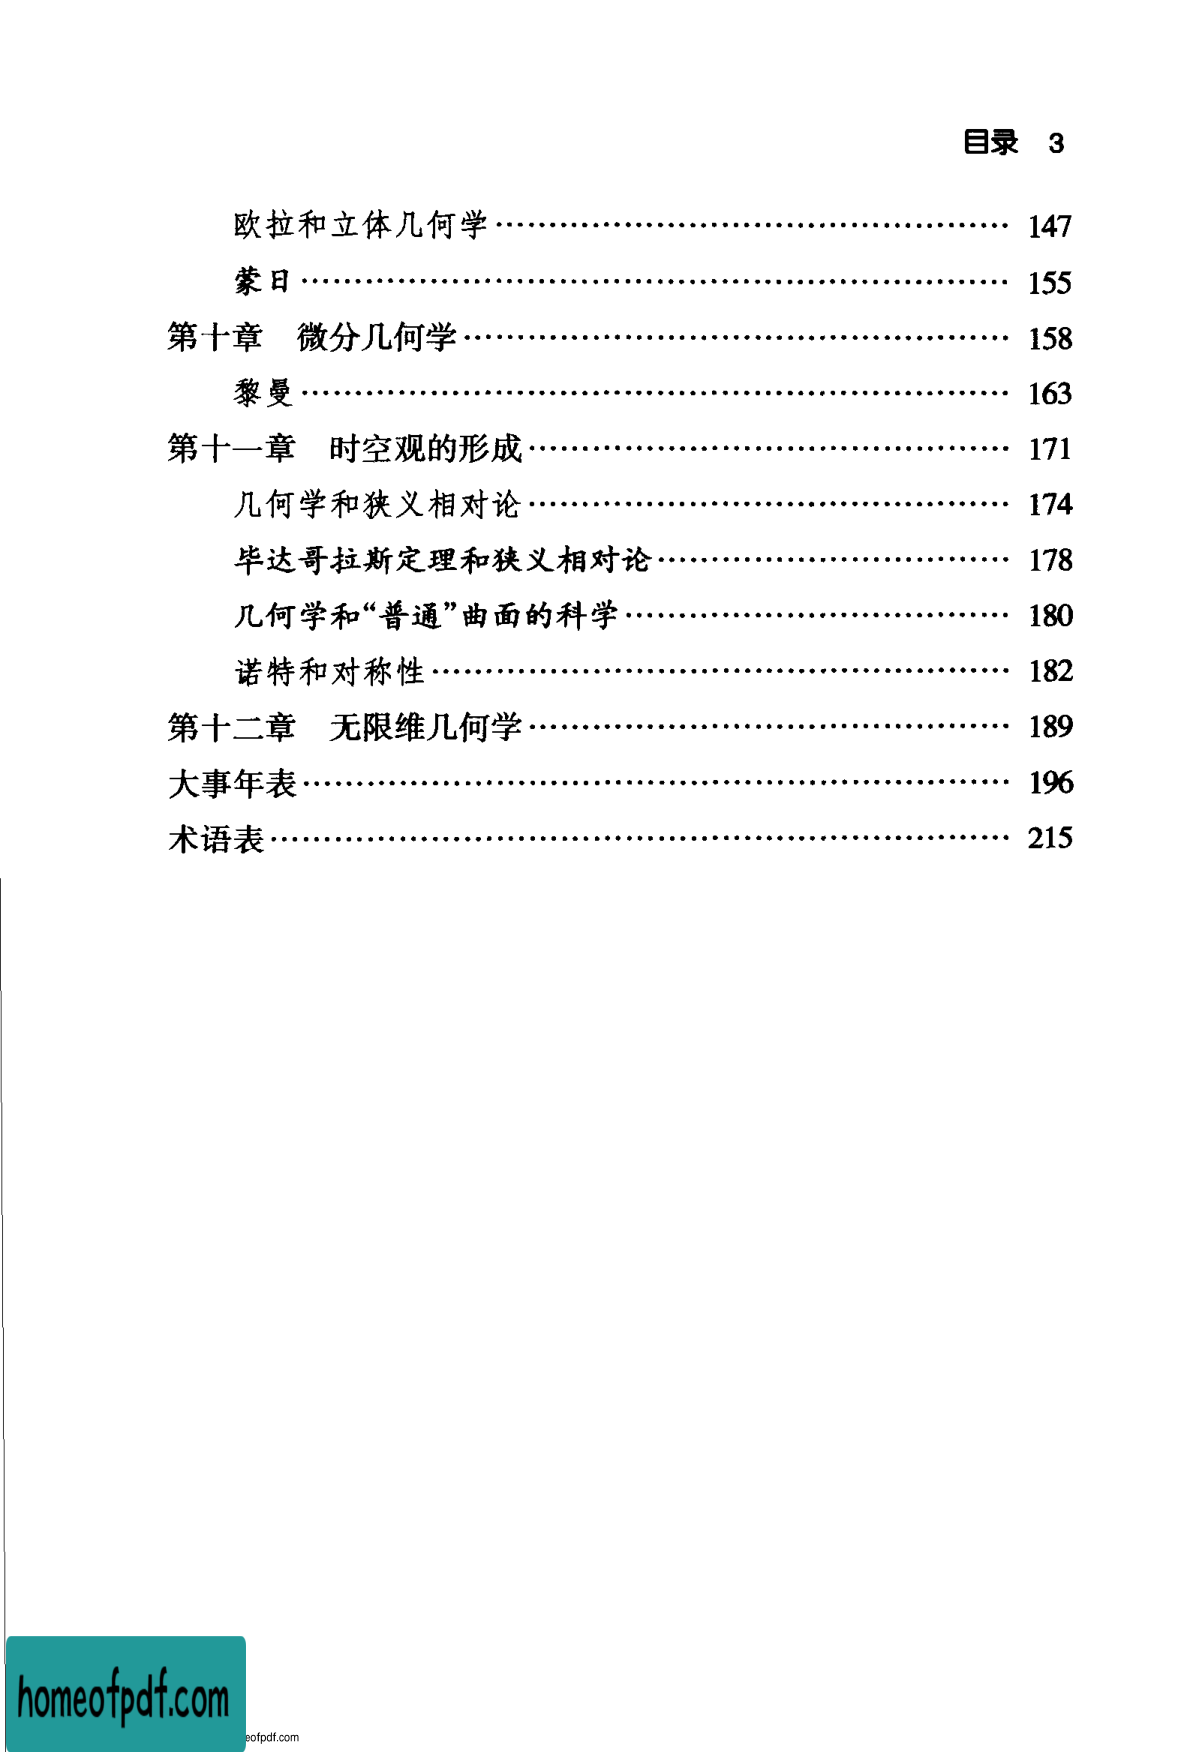 目录 3
欧拉和立体几何学 …………………………………………… 147
蒙日 …………………………………………………………… 155
第十章 微分几何学 ………………………………………… 158
黎曼 …………………………………………………………… 163
第十一章 时空观的形成 …………………………………… 171
几何学和狭义相对论 ………………………………………… 174
毕达哥拉斯定理和狭义相对论 ……………………………… 178
几何学和“普通”曲面的科学 ……………………………… 180
诺特和对称性 ………………………………………………… 182
第十二章 无限维几何学 …………………………………… 189
大事年表 ……………………………………………………… 196
术语表 ………………………………………………………… 215
homeofpdf.com
eofpdf.com